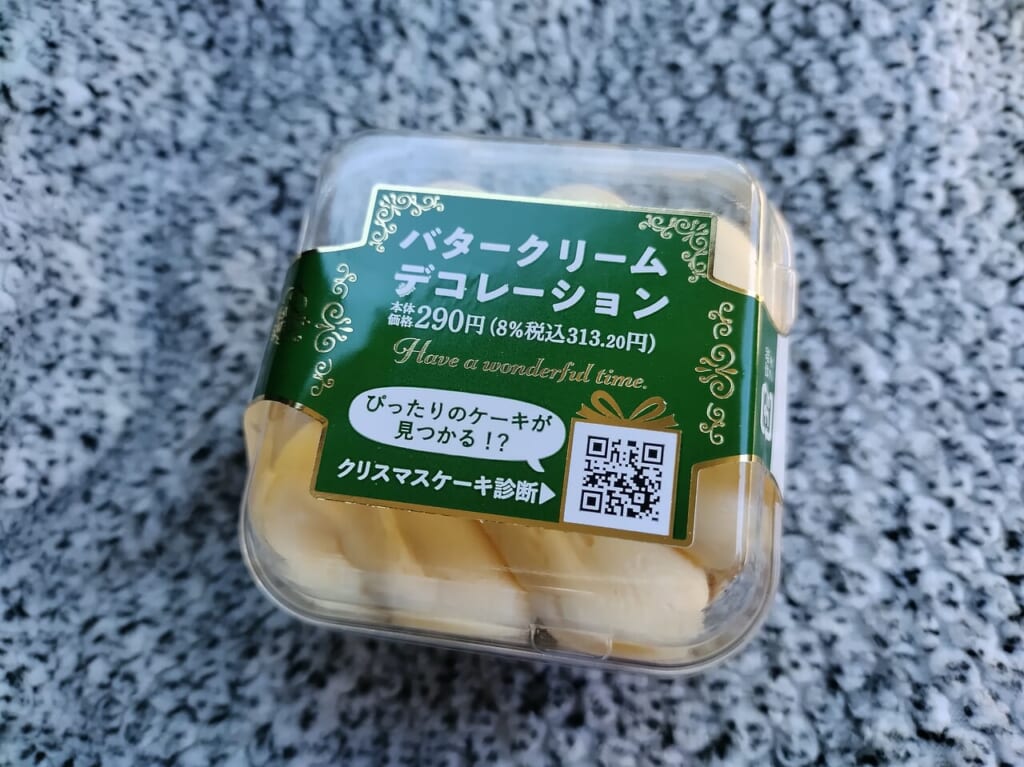 バタークリーム
デコレーション
本体価格290円(8%税込313.20円)
Have a wonderful time.
ぴったりのケーキが
見つかる!?
クリスマスケーキ診断▶